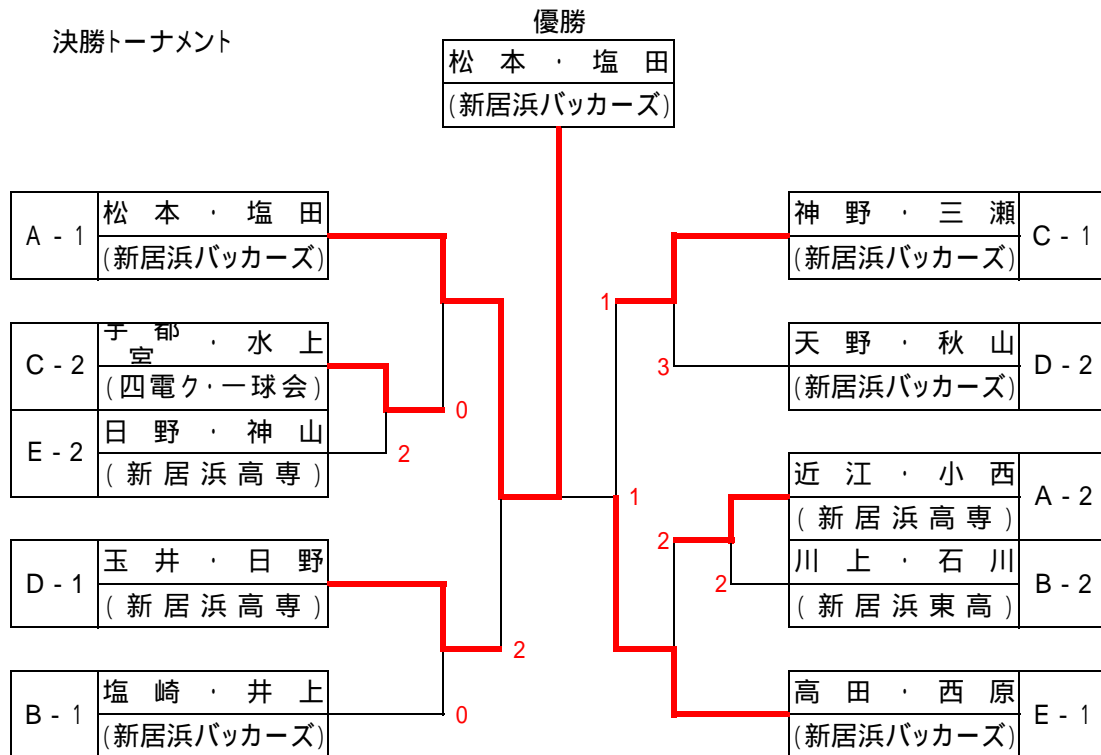 優勝
決勝トーナメント
松本・塩田
(新居浜バッカーズ)
A-1
松本・塩田
(新居浜バッカーズ)
C-2
宇都宮・水上
(四電ク・一球会)
E-2
日野・神山
(新居浜高専)
D-1
玉井・日野
(新居浜高専)
B-1
塩崎・井上
(新居浜バッカーズ)
0
2
2
0
1
1
3
2
2
神野・三瀬
(新居浜バッカーズ)
C-1
天野・秋山
(新居浜バッカーズ)
D-2
近江・小西
(新居浜高専)
A-2
川上・石川
(新居浜東高)
B-2
高田・西原
(新居浜バッカーズ)
E-1